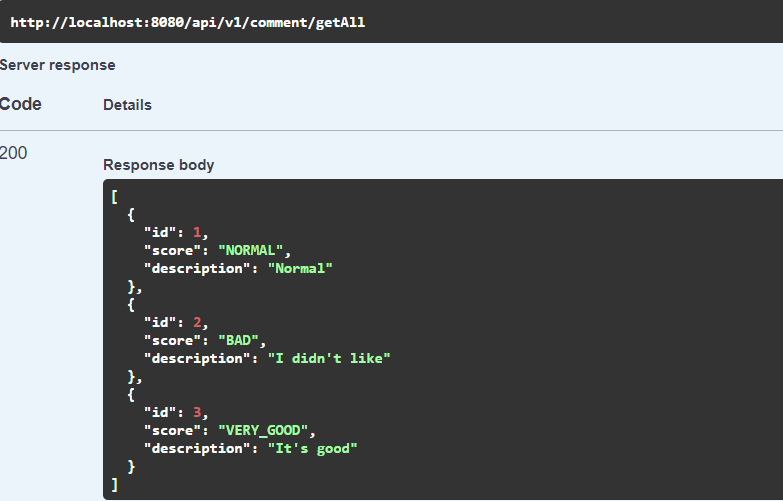 http://localhost:8080/api/v1/comment/getAll
Server response
Code Details
200
Response body
[
  {
    "id": 1,
    "score": "NORMAL",
    "description": "Normal"
  },
  {
    "id": 2,
    "score": "BAD",
    "description": "I didn't like"
  },
  {
    "id": 3,
    "score": "VERY_GOOD",
    "description": "It's good"
  }
]